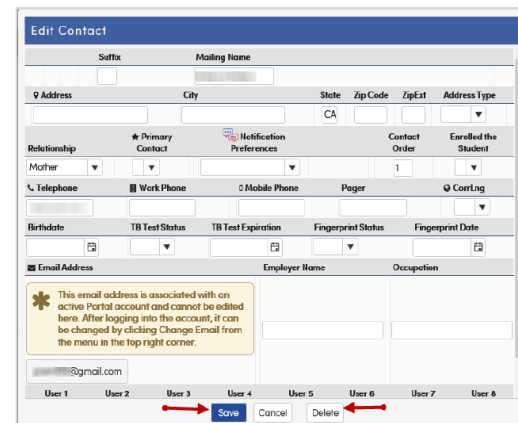 Edit Contact
Suffix Mailing Name
Address City State Zip Code ZipExt Address Type
CA
Primary Notification Contact Enrolled the
Relationship Contact Preferences Order Student
Mother 1
Telephone Work Phone Mobile Phone Pager CorrLng
Birthdate TB Test Status TB Test Expiration Fingerprint Status Fingerprint Date
Email Address Employer Name Occupation
This email address is associated with an
active Portal account and cannot be edited
here. After logging into the account, it can
be changed by clicking Change Email from
the menu in the top right corner.
@gmail.com
User 1 User 2 User 3 User 4 User 5 User 6 User 7 User 8
Save Cancel Delete